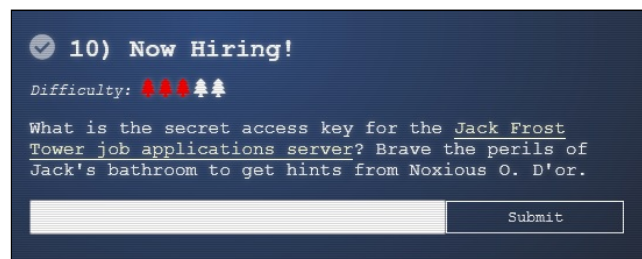 10) Now Hiring!
Difficulty:
What is the secret access key for the Jack Frost
Tower job applications server? Brave the perils of
Jack's bathroom to get hints from Noxious O. D'or.
Submit